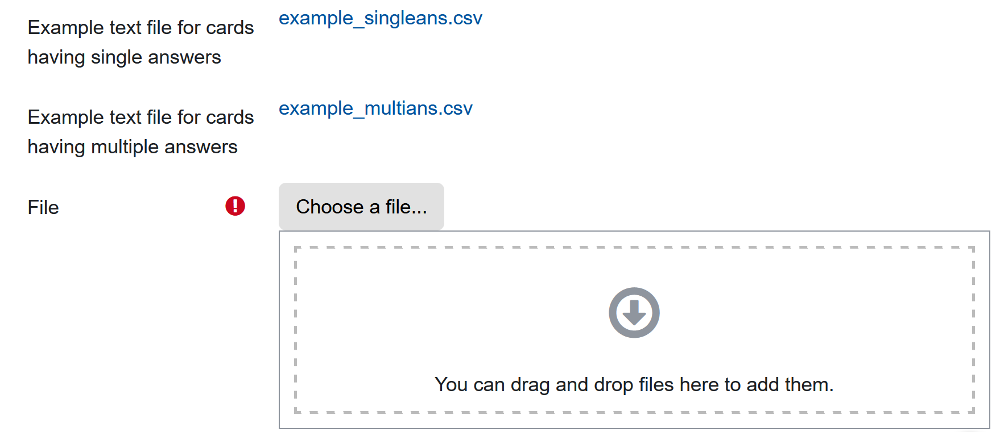 Example text file for cards
having single answers
example_singleans.csv
Example text file for cards
having multiple answers
example_multians.csv
File
Choose a file...
You can drag and drop files here to add them.